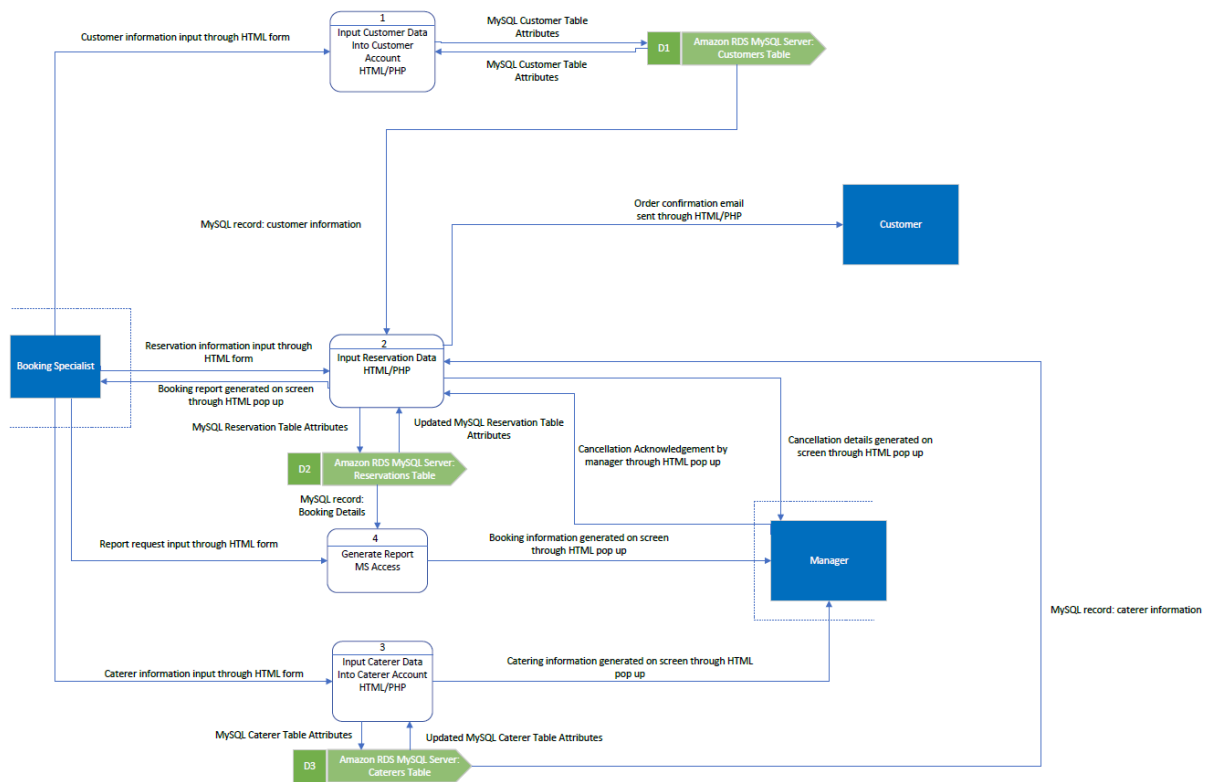 1
Input Customer Data
Into Customer
Account
HTML/PHP
Customer information input through HTML form
MySQL Customer Table
Attributes
MySQL Customer Table
Attributes
D1
Amazon RDS MySQL Server:
Customers Table
MySQL record: customer information
Order confirmation email
sent through HTML/PHP
Customer
Booking Specialist
Reservation information input through
HTML form
Booking report generated on screen
through HTML pop up
2
Input Reservation Data
HTML/PHP
MySQL Reservation Table Attributes
Updated MySQL Reservation Table
Attributes
Cancellation Acknowledgement by
manager through HTML pop up
Cancellation details generated on
screen through HTML pop up
D2
Amazon RDS MySQL Server:
Reservations Table
MySQL record:
Booking Details
Report request input through HTML form
4
Generate Report
MS Access
Booking information generated on screen
through HTML pop up
Manager
MySQL record: caterer information
3
Input Caterer Data
Into Caterer Account
HTML/PHP
Caterer information input through HTML form
Catering information generated on screen through HTML
pop up
MySQL Caterer Table Attributes
Updated MySQL Caterer Table Attributes
D3
Amazon RDS MySQL Server:
Caterers Table